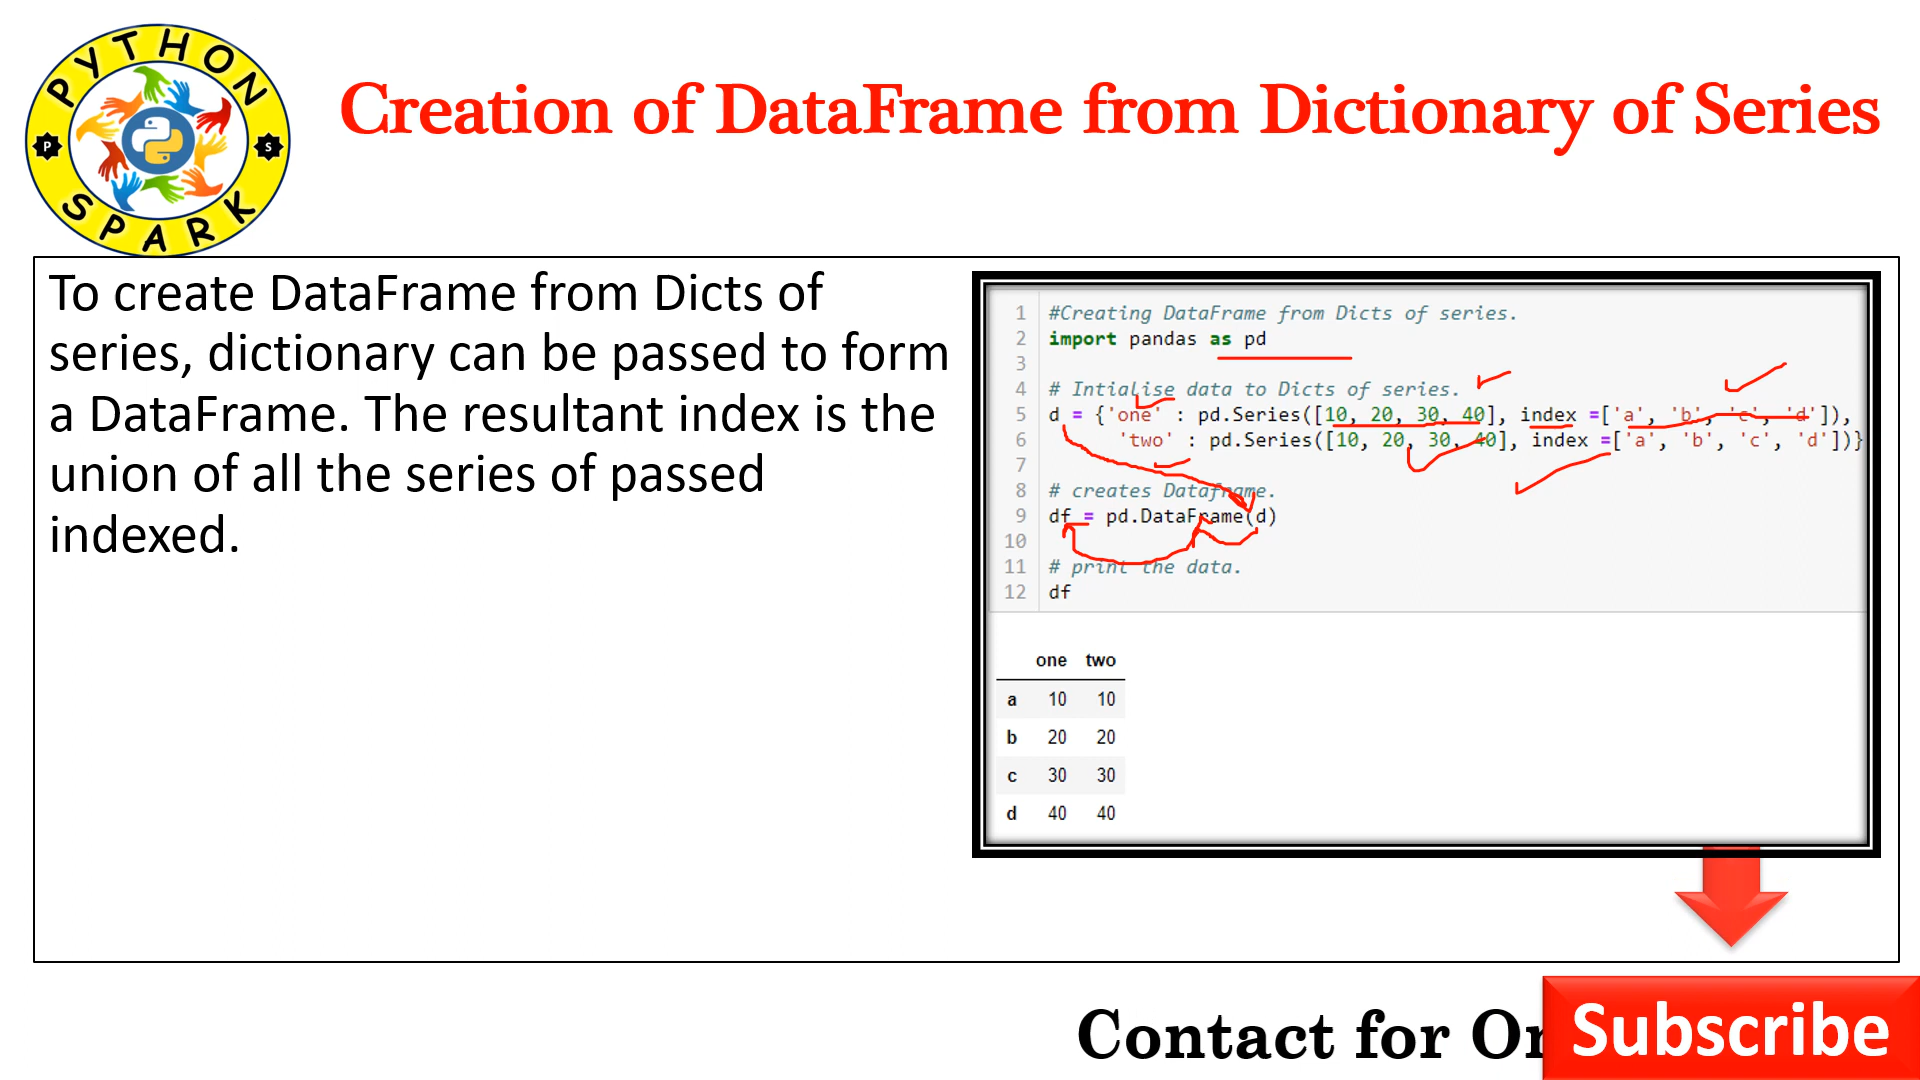 PYTHON
P S
SPARK
Creation of DataFrame from Dictionary of Series
To create DataFrame from Dicts of
series, dictionary can be passed to form
a DataFrame. The resultant index is the
union of all the series of passed
indexed.
1 #Creating DataFrame from Dicts of series.
2 import pandas as pd
3
4 # Intialise data to Dicts of series.
5 d = {'one' : pd.Series([10, 20, 30, 40], index =['a', 'b', 'c', 'd']),
6 'two' : pd.Series([10, 20, 30, 40], index =['a', 'b', 'c', 'd'])}
7
8 # creates Dataframe.
9 df = pd.DataFrame(d)
10
11 # print the data.
12 df
one two
a 10 10
b 20 20
c 30 30
d 40 40
Contact for
Subscribe